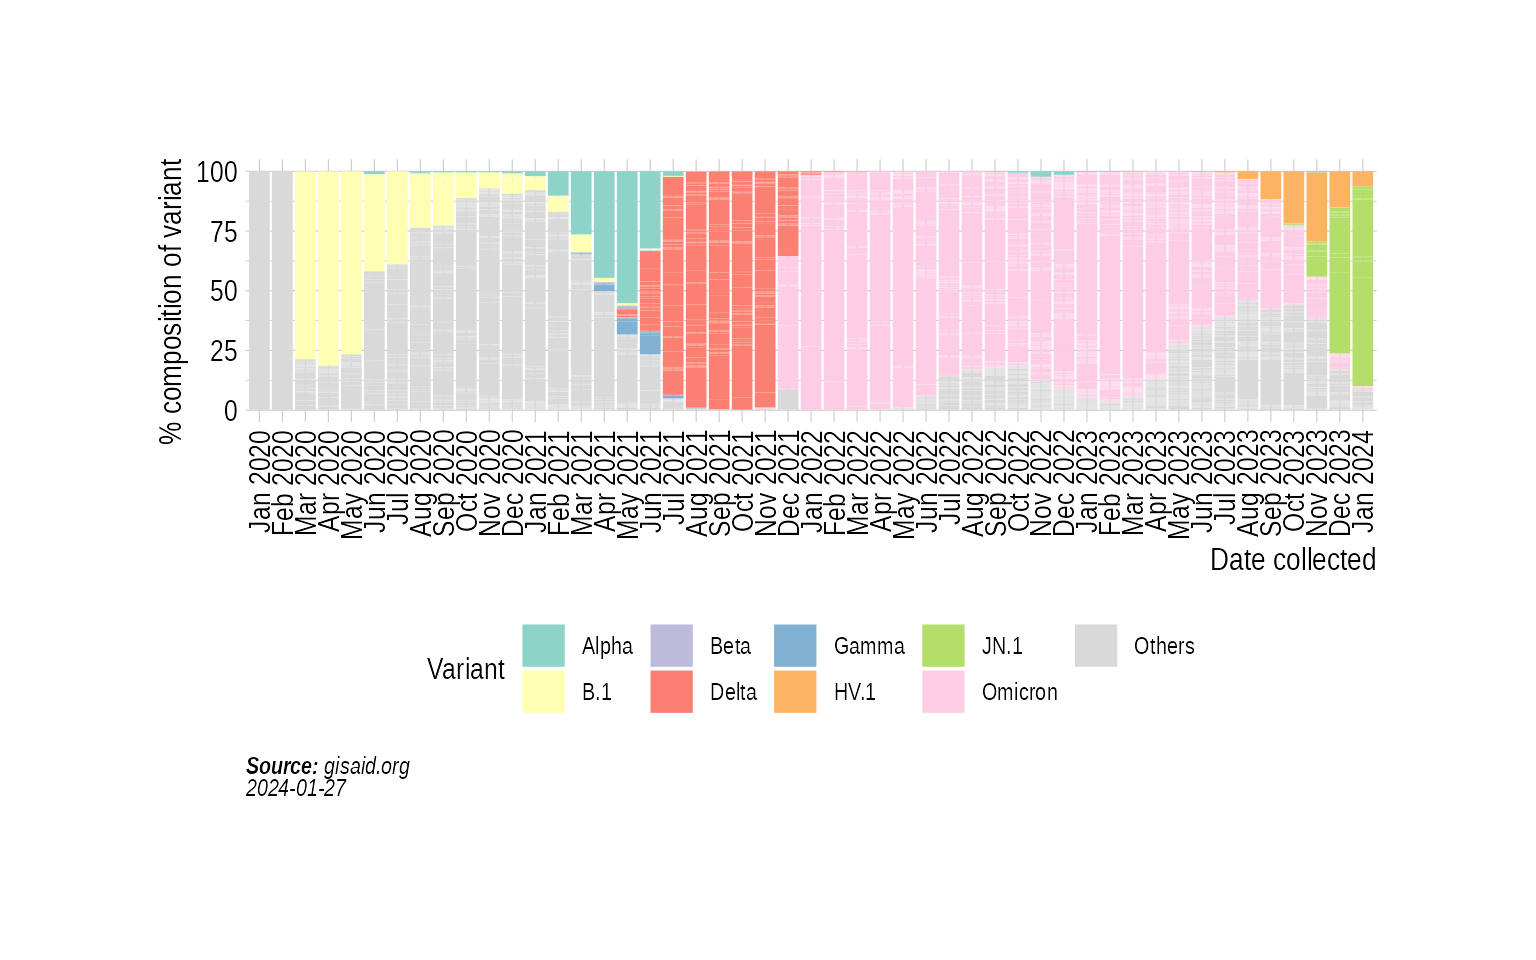 % composition of variant
100
75
50
25
0
Jan 2020
Feb 2020
Mar 2020
Apr 2020
May 2020
Jun 2020
Jul 2020
Aug 2020
Sep 2020
Oct 2020
Nov 2020
Dec 2020
Jan 2021
Feb 2021
Mar 2021
Apr 2021
May 2021
Jun 2021
Jul 2021
Aug 2021
Sep 2021
Oct 2021
Nov 2021
Dec 2021
Jan 2022
Feb 2022
Mar 2022
Apr 2022
May 2022
Jun 2022
Jul 2022
Aug 2022
Sep 2022
Oct 2022
Nov 2022
Dec 2022
Jan 2023
Feb 2023
Mar 2023
Apr 2023
May 2023
Jun 2023
Jul 2023
Aug 2023
Sep 2023
Oct 2023
Nov 2023
Dec 2023
Jan 2024
Date collected
Variant
Alpha Beta Gamma JN.1 Others
B.1 Delta HV.1 Omicron
Source: gisaid.org
2024-01-27